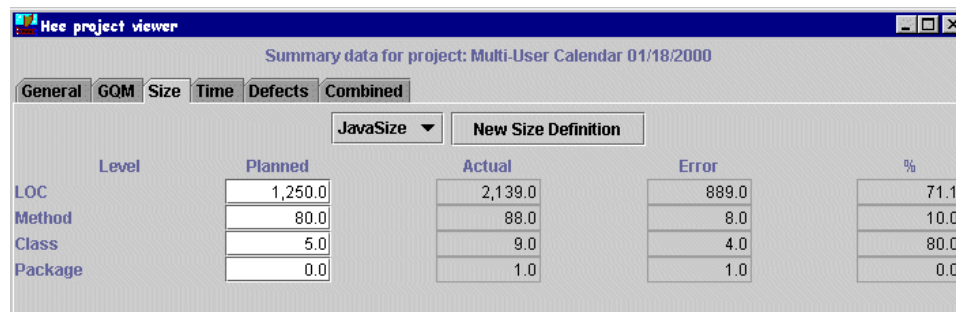 Hee project viewer
Summary data for project: Multi-User Calendar 01/18/2000
General GQM Size Time Defects Combined
JavaSize New Size Definition
Level Planned Actual Error %
LOC 1,250.0 2,139.0 889.0 71.1
Method 80.0 88.0 8.0 10.0
Class 5.0 9.0 4.0 80.0
Package 0.0 1.0 1.0 0.0